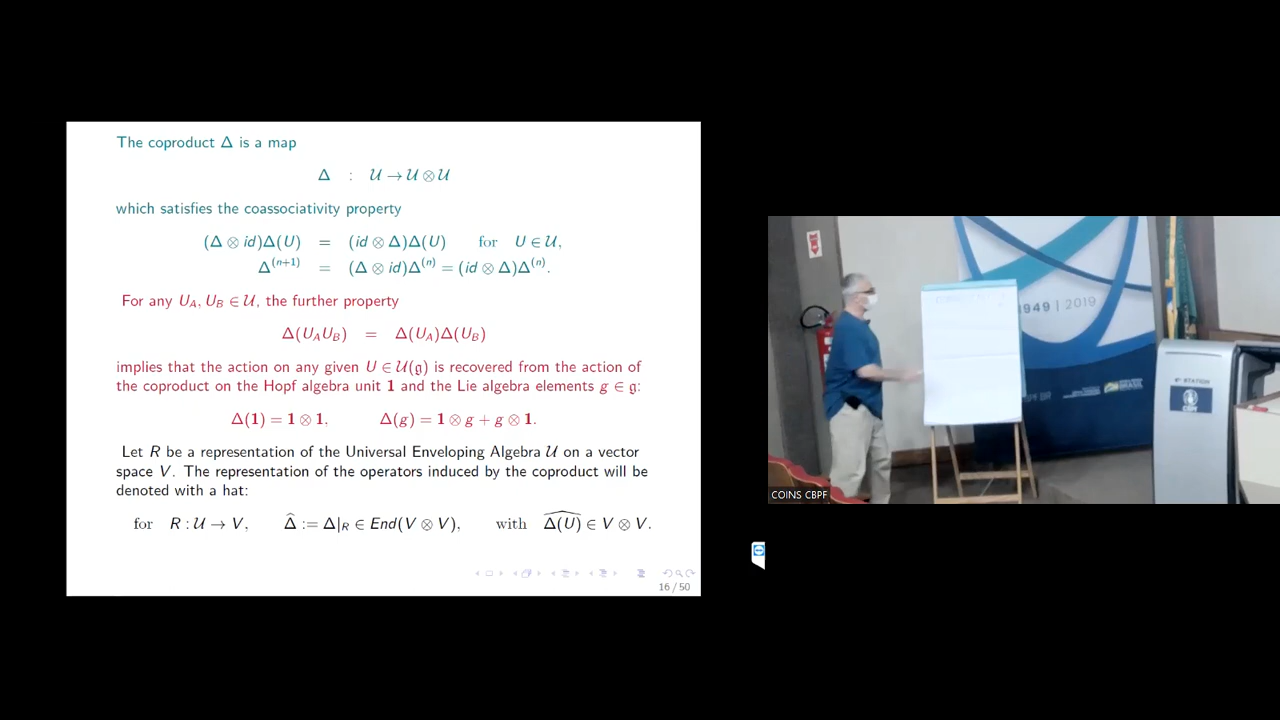 The coproduct Δ is a map
Δ : 𝒰 → 𝒰 ⊗ 𝒰
which satisfies the coassociativity property
(Δ ⊗ id)Δ(U) = (id ⊗ Δ)Δ(U) for U ∈ 𝒰,
Δ⁽ⁿ⁺¹⁾ = (Δ ⊗ id)Δ⁽ⁿ⁾ = (id ⊗ Δ)Δ⁽ⁿ⁾.
For any U_A, U_B ∈ 𝒰, the further property
Δ(U_A U_B) = Δ(U_A)Δ(U_B)
implies that the action on any given U ∈ 𝒰(𝔤) is recovered from the action of
the coproduct on the Hopf algebra unit 𝟏 and the Lie algebra elements g ∈ 𝔤:
Δ(𝟏) = 𝟏 ⊗ 𝟏. Δ(g) = 𝟏 ⊗ g + g ⊗ 𝟏.
Let R be a representation of the Universal Enveloping Algebra 𝒰 on a vector
space V. The representation of the operators induced by the coproduct will be
denoted with a hat:
for R : 𝒰 → V, Δ̂ := Δ|_R ∈ End(V ⊗ V), with \widehat{Δ(U)} ∈ V ⊗ V.
16 / 50
1949 | 2019
BRASIL
CBPF
COINS CBPF